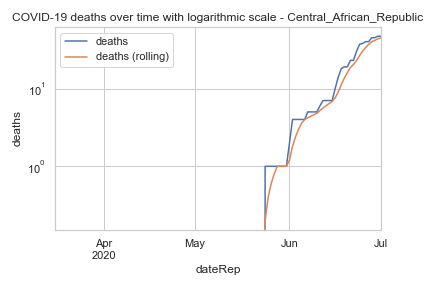 COVID-19 deaths over time with logarithmic scale - Central_African_Republic
deaths
deaths (rolling)
10¹
10⁰
deaths
Apr
2020
May
Jun
Jul
dateRep